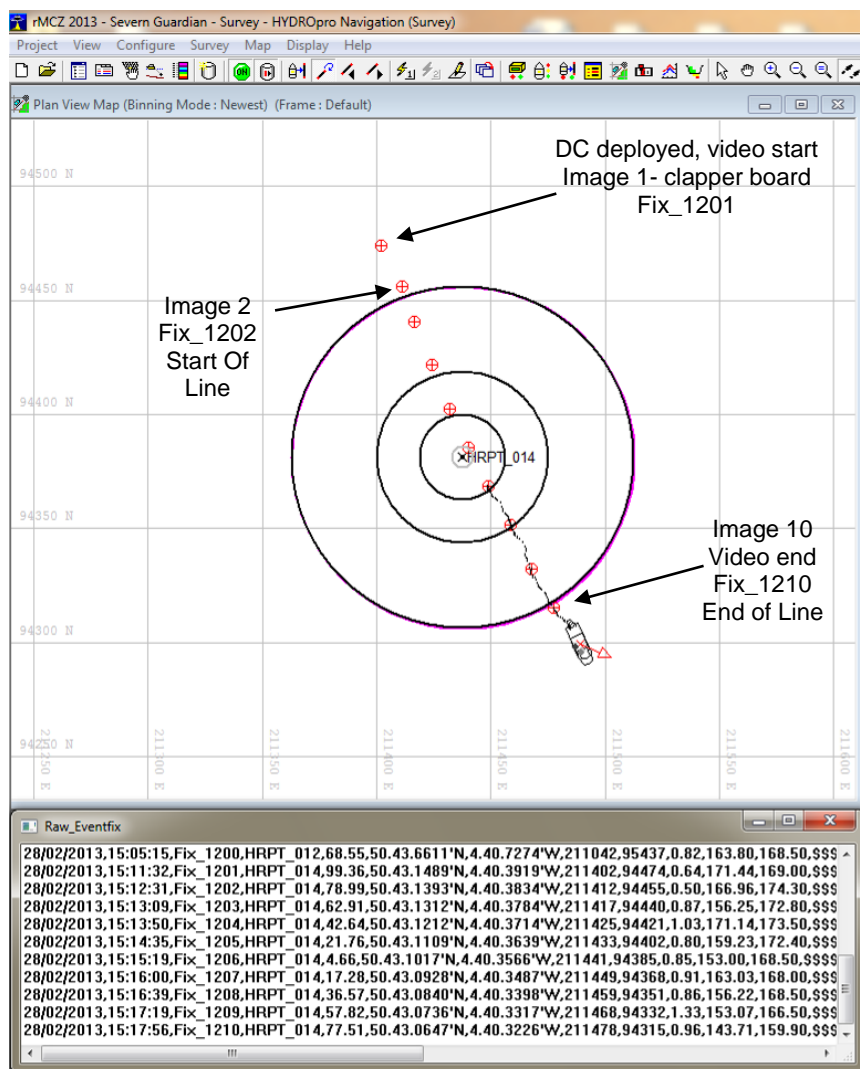 rMCZ 2013 - Severn Guardian - Survey - HYDROpro Navigation (Survey)
Project View Configure Survey Map Display Help
Plan View Map (Binning Mode : Newest) (Frame : Default)
DC deployed, video start
Image 1- clapper board
Fix_1201
94500 N
94450 N
Image 2
Fix_1202
Start Of
Line
94400 N
HRPT_014
94350 N
Image 10
Video end
Fix_1210
End of Line
94300 N
94250 N
211250 E
211300 E
211350 E
211400 E
211450 E
211500 E
211550 E
211600 E
Raw_Eventfix
28/02/2013,15:05:15,Fix_1200,HRPT_012,68.55,50.43.6611'N,4.40.7274'W,211042,95437,0.82,163.80,168.50,$$$
28/02/2013,15:11:32,Fix_1201,HRPT_014,99.36,50.43.1489'N,4.40.3919'W,211402,94474,0.64,171.44,169.00,$$$
28/02/2013,15:12:31,Fix_1202,HRPT_014,78.99,50.43.1393'N,4.40.3834'W,211412,94455,0.50,166.96,174.30,$$$
28/02/2013,15:13:09,Fix_1203,HRPT_014,62.91,50.43.1312'N,4.40.3784'W,211417,94440,0.87,156.25,172.80,$$$
28/02/2013,15:13:50,Fix_1204,HRPT_014,42.64,50.43.1212'N,4.40.3714'W,211425,94421,1.03,171.14,173.50,$$$
28/02/2013,15:14:35,Fix_1205,HRPT_014,21.76,50.43.1109'N,4.40.3639'W,211433,94402,0.80,159.23,172.40,$$$
28/02/2013,15:15:19,Fix_1206,HRPT_014,4.66,50.43.1017'N,4.40.3566'W,211441,94385,0.85,153.00,168.50,$$$$
28/02/2013,15:16:00,Fix_1207,HRPT_014,17.28,50.43.0928'N,4.40.3487'W,211449,94368,0.91,163.03,168.00,$$$
28/02/2013,15:16:39,Fix_1208,HRPT_014,36.57,50.43.0840'N,4.40.3398'W,211459,94351,0.86,156.22,168.50,$$$
28/02/2013,15:17:19,Fix_1209,HRPT_014,57.82,50.43.0736'N,4.40.3317'W,211468,94332,1.33,153.07,166.50,$$$
28/02/2013,15:17:56,Fix_1210,HRPT_014,77.51,50.43.0647'N,4.40.3226'W,211478,94315,0.96,143.71,159.90,$$$